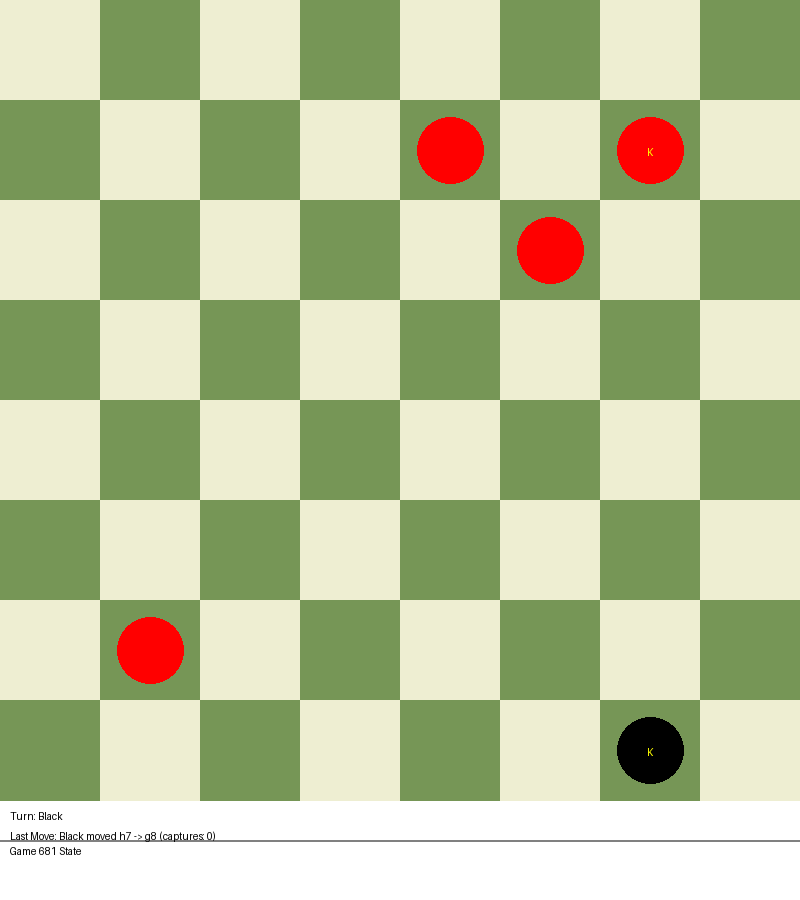 K
K
Turn: Black
Last Move: Black moved h7 -> g8 (captures: 0)
Game 681 State